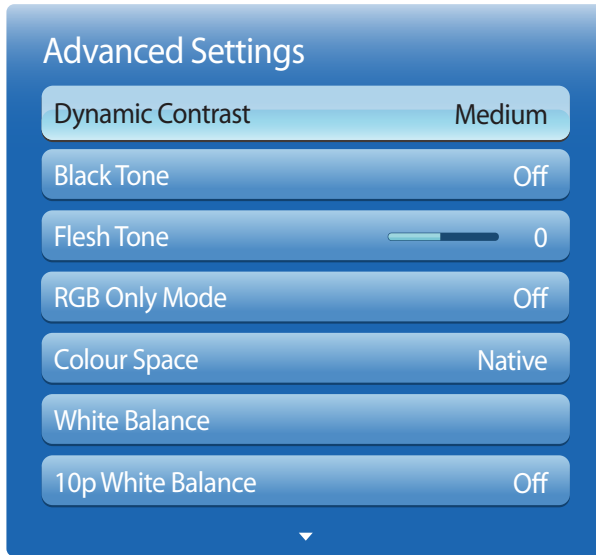 Advanced Settings
Dynamic Contrast Medium
Black Tone Off
Flesh Tone 0
RGB Only Mode Off
Colour Space Native
White Balance
10p White Balance Off